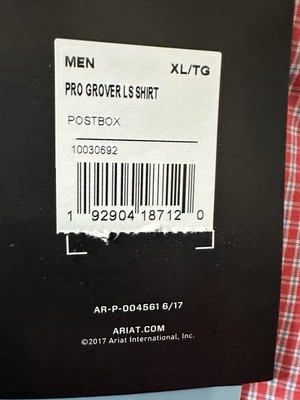 MEN XL/TG
PRO GROVER LS SHIRT
POSTBOX
10030692
1 92904 18712 0
AR-P-004561 6/17
ARIAT.COM
©2017 Ariat International, Inc.